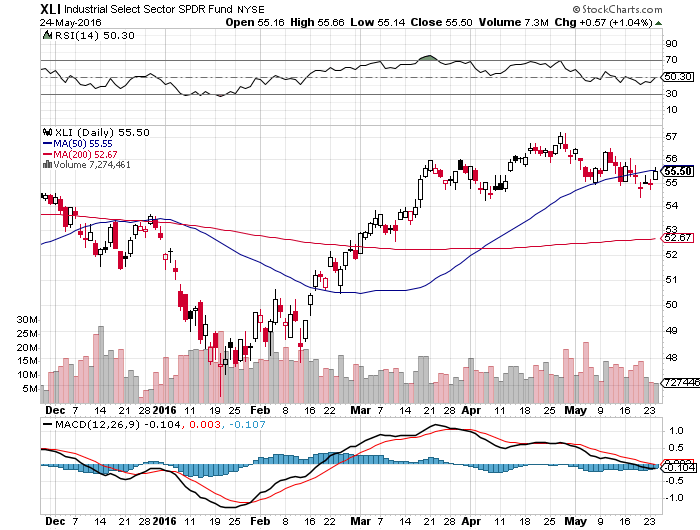 XLI Industrial Select Sector SPDR Fund NYSE © StockCharts.com
24-May-2016 Open 55.16 High 55.66 Low 55.14 Close 55.50 Volume 7.3M Chg +0.57 (+1.04%)
RSI(14) 50.30
90
70
50.30
30
10
XLI (Daily) 55.50
MA(50) 55.55
MA(200) 52.67
Volume 7,274,461
57
56
55.50
55
54
53
52.67
52
51
50
49
48
30M
25M
20M
15M
10M
5M
7274461
Dec 7 14 21 28 2016 11 19 25 Feb 8 16 22 Mar 7 14 21 28 Apr 11 18 25 May 9 16 23
MACD(12,26,9) -0.104, 0.003, -0.107
1.0
0.5
-0.104
-0.5
-1.0
Dec 7 14 21 28 2016 11 19 25 Feb 8 16 22 Mar 7 14 21 28 Apr 11 18 25 May 9 16 23